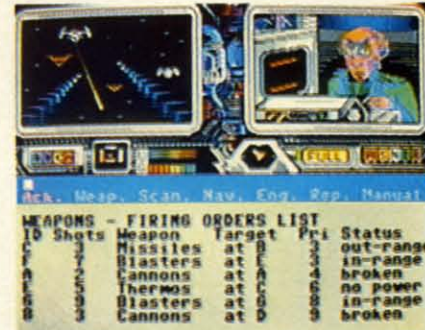 FULL
Ack. Weap. Scan. Nav. Eng. Rep. Manual
WEAPONS - FIRING ORDERS LIST
ID Shots Weapon Target Pri Status
Missiles at B 3 out-range
Blasters at E 3 in-range
A Cannons at A 4 broken
Thermos at C 6 no power
Blasters at G 8 in-range
Cannons at D 9 broken